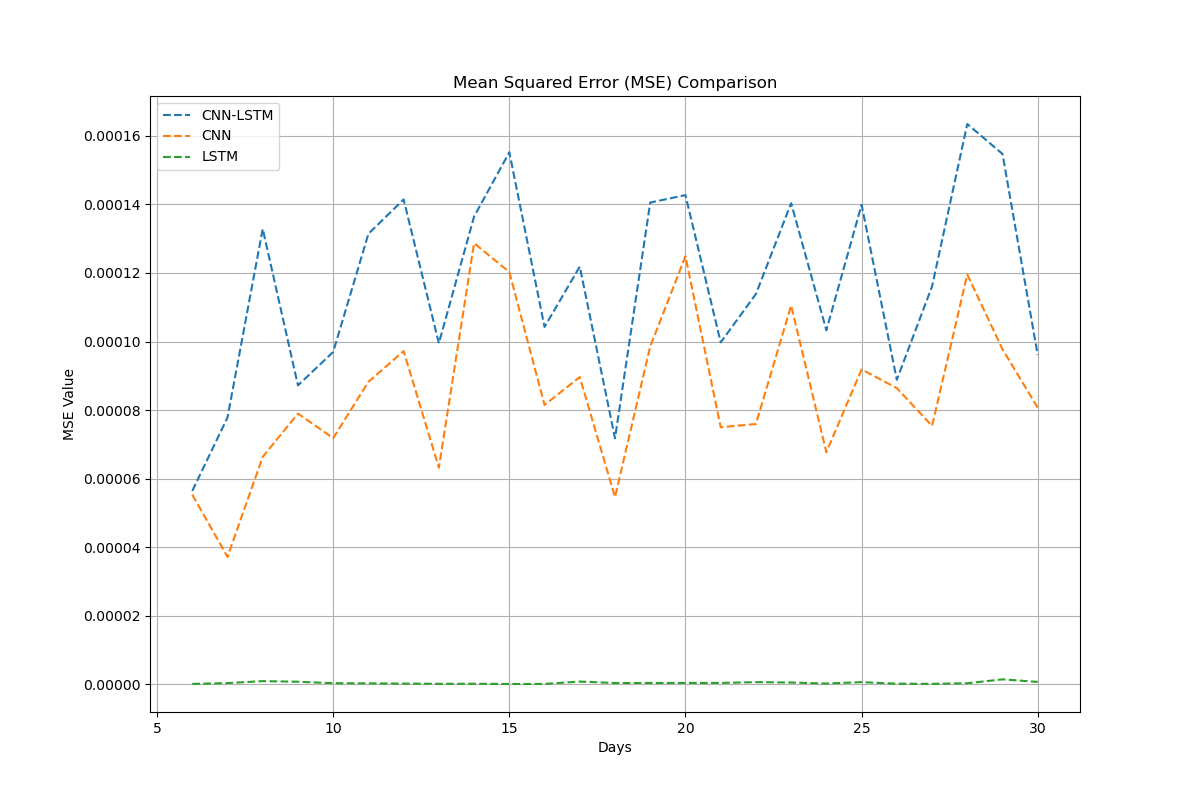 Mean Squared Error (MSE) Comparison
CNN-LSTM
CNN
LSTM
MSE Value
0.00016
0.00014
0.00012
0.00010
0.00008
0.00006
0.00004
0.00002
0.00000
5 10 15 20 25 30
Days